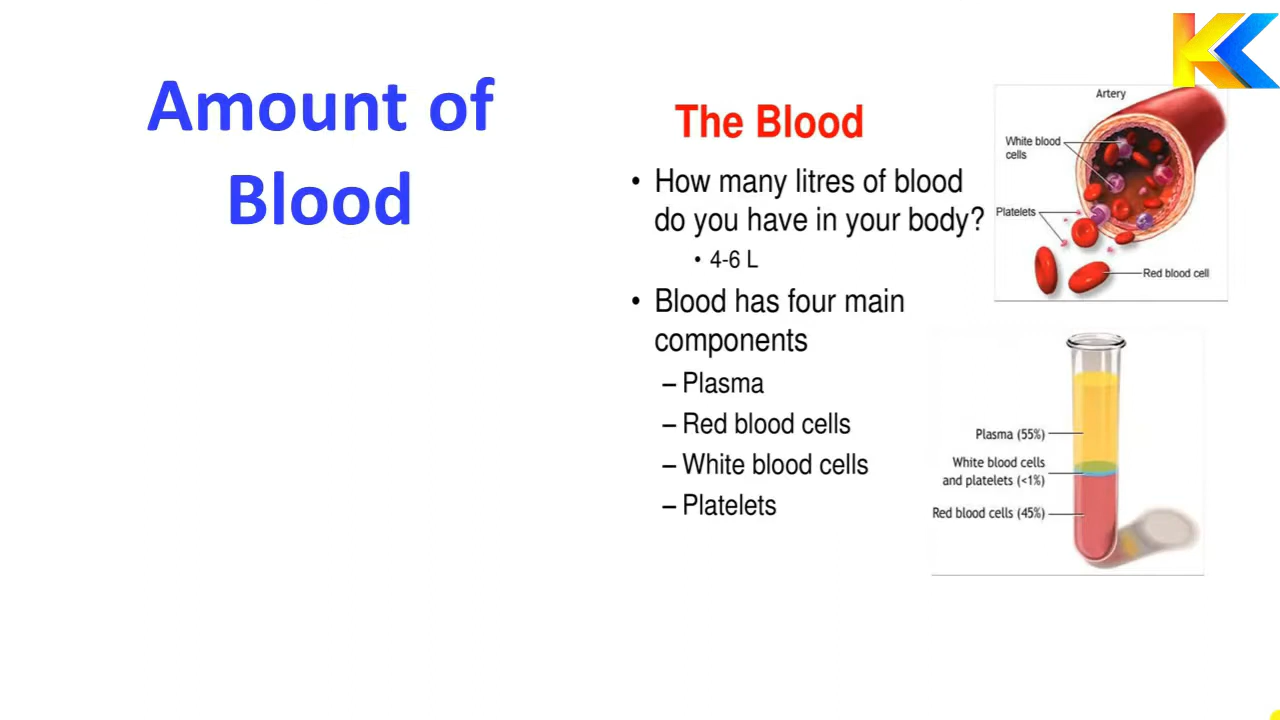 Amount of
Blood
The Blood
• How many litres of blood
do you have in your body?
• 4-6 L
• Blood has four main
components
– Plasma
– Red blood cells
– White blood cells
– Platelets
Artery
White blood
cells
Platelets
Red blood cell
Plasma (55%)
White blood cells
and platelets (<1%)
Red blood cells (45%)